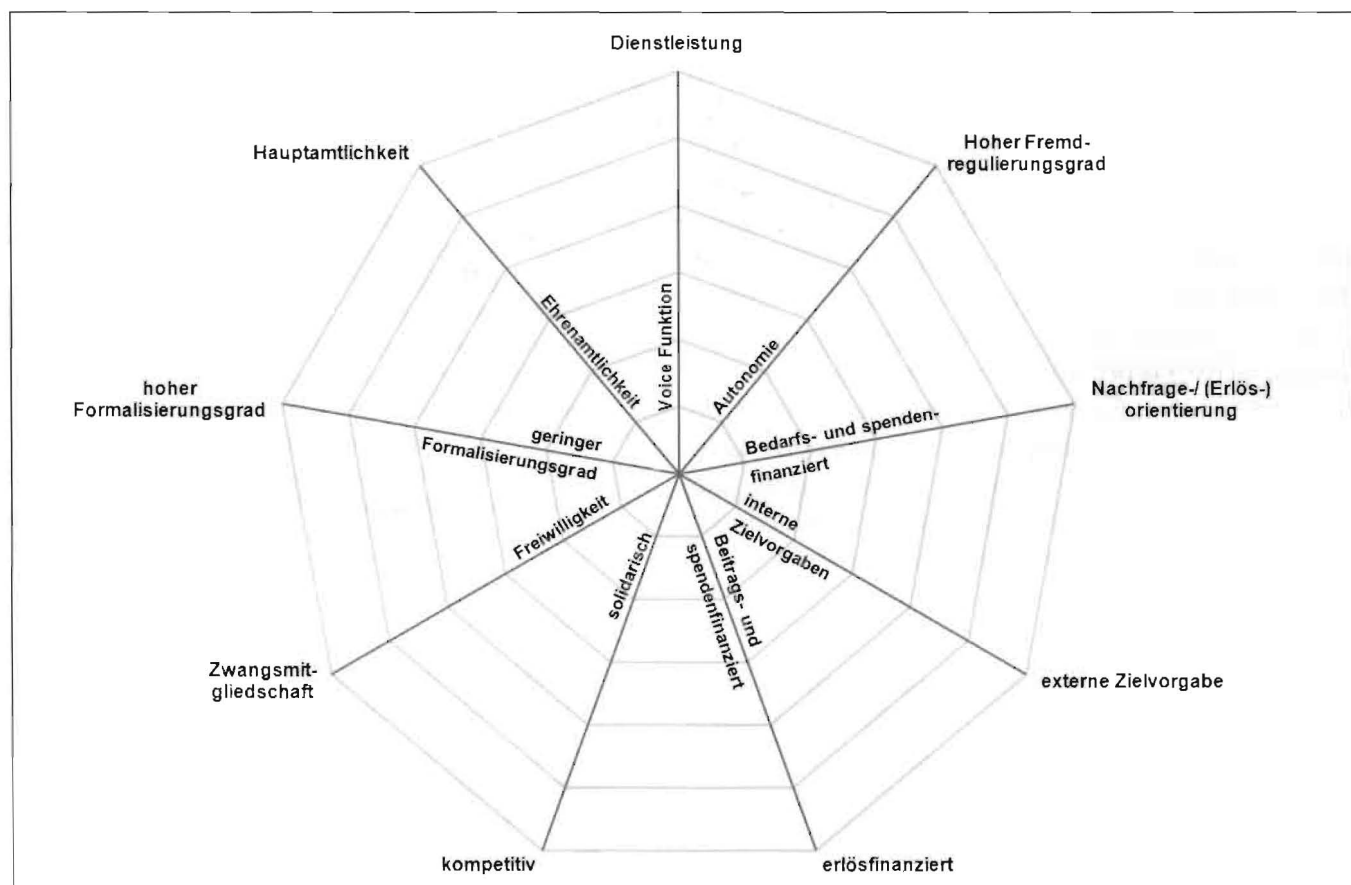 Dienstleistung
Hauptamtlichkeit
Hoher Fremd-
regulierungsgrad
Ehrenamtlichkeit
Voice Funktion
Autonomie
hoher
Formalisierungsgrad
geringer
Formalisierungsgrad
Bedarfs- und spenden-
finanziert
Nachfrage-/ (Erlös-)
orientierung
Freiwilligkeit
solidarisch
Beitrags- und
spendenfinanziert
interne
Zielvorgaben
Zwangsmit-
gliedschaft
externe Zielvorgabe
kompetitiv
erlösfinanziert